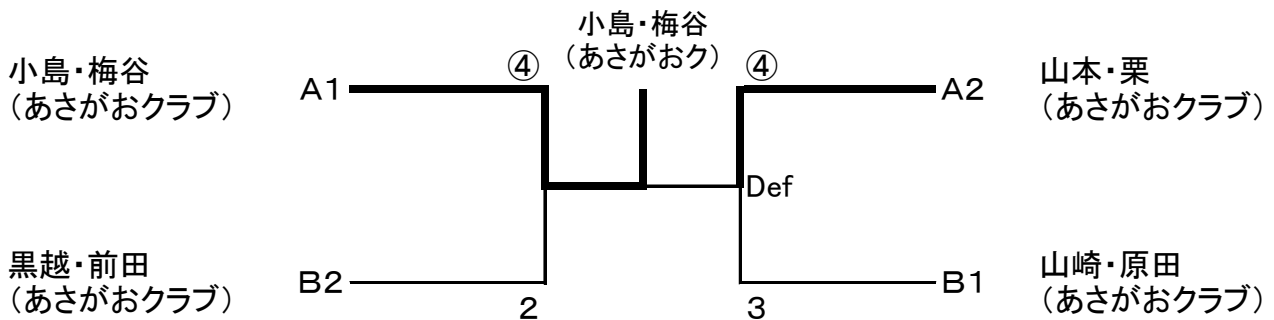 小島・梅谷
(あさがおク)
小島・梅谷
(あさがおクラブ)
A1
④
④
A2
山本・栗
(あさがおクラブ)
Def
黒越・前田
(あさがおクラブ)
B2
2
3
B1
山崎・原田
(あさがおクラブ)